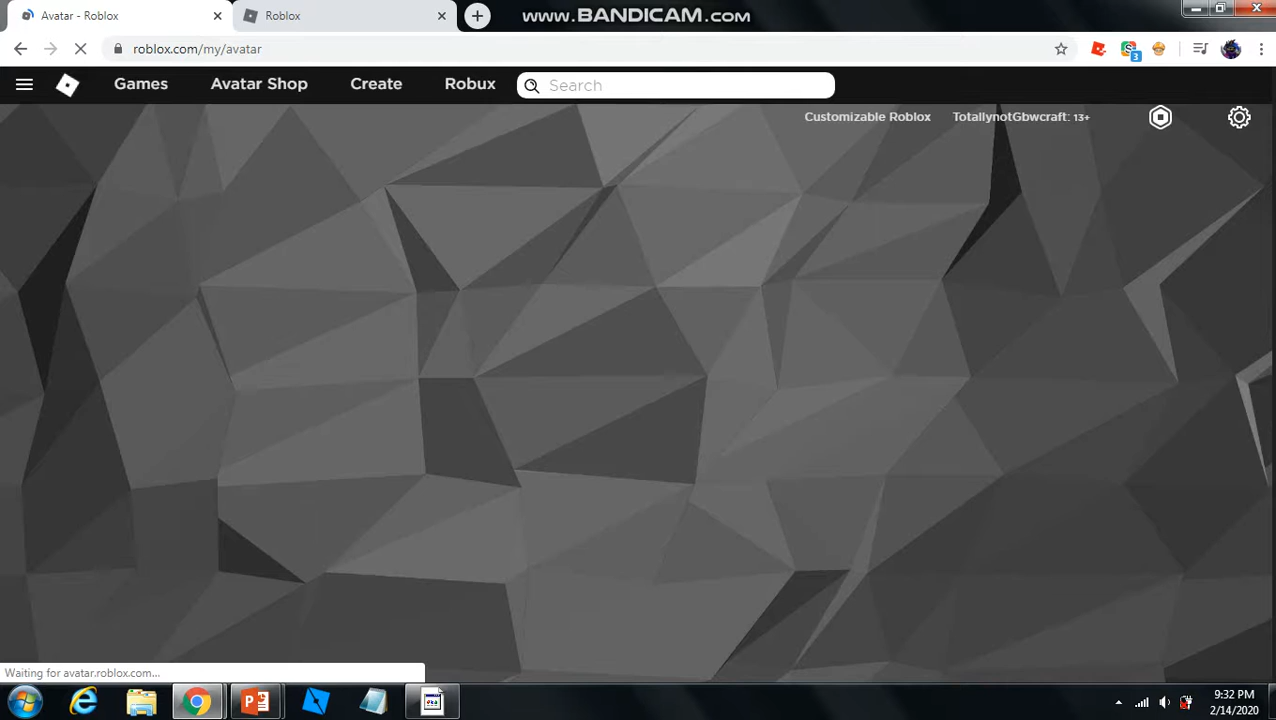 Avatar - Roblox
Roblox
www.BANDICAM.com
roblox.com/my/avatar
3
Games
Avatar Shop
Create
Robux
Search
Customizable Roblox
TotallynotGbwcraft: 13+
Waiting for avatar.roblox.com...
9:32 PM
2/14/2020